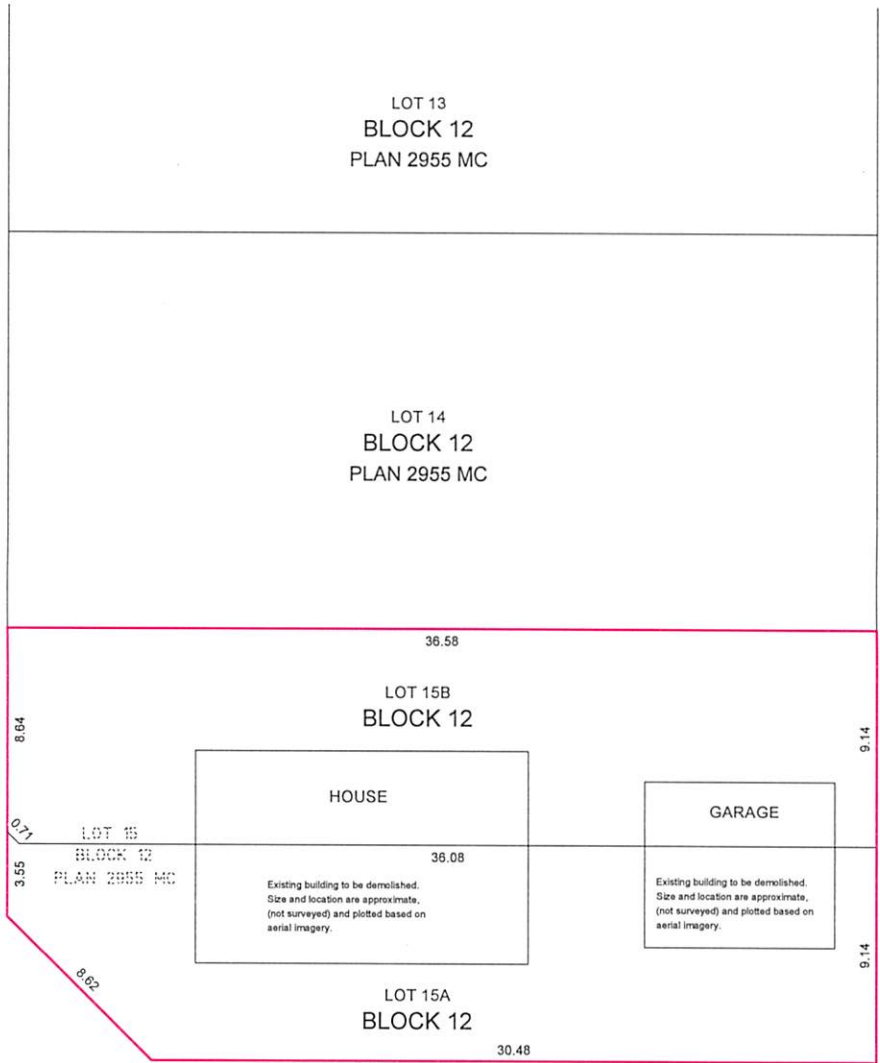 LOT 13
BLOCK 12
PLAN 2955 MC
LOT 14
BLOCK 12
PLAN 2955 MC
36.58
LOT 15B
BLOCK 12
8.64
9.14
HOUSE
GARAGE
0.71
LOT 15
BLOCK 12
PLAN 2955 MC
36.08
3.55
Existing building to be demolished.
Size and location are approximate,
(not surveyed) and plotted based on
aerial imagery.
Existing building to be demolished.
Size and location are approximate,
(not surveyed) and plotted based on
aerial imagery.
9.14
8.62
LOT 15A
BLOCK 12
30.48